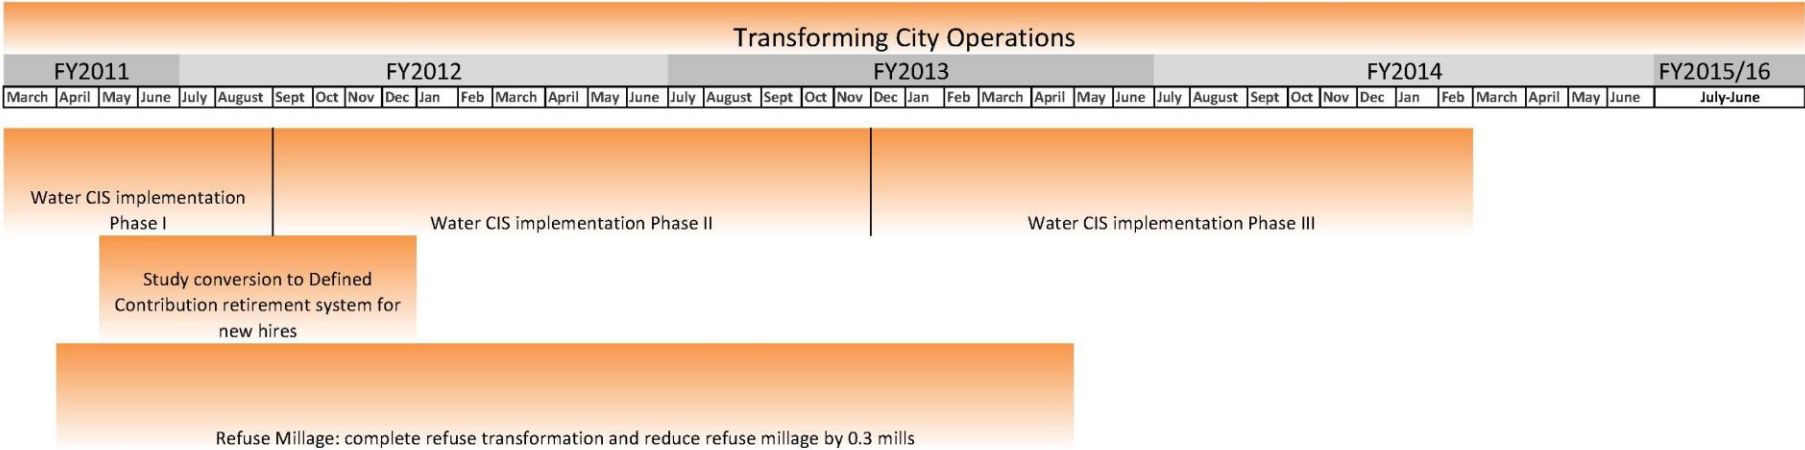 Transforming City Operations
FY2011 FY2012 FY2013 FY2014 FY2015/16
March April May June July August Sept Oct Nov Dec Jan Feb March April May June July August Sept Oct Nov Dec Jan Feb March April May June July August Sept Oct Nov Dec Jan Feb March April May June July-June
Water CIS implementation
Phase I
Water CIS implementation Phase II
Water CIS implementation Phase III
Study conversion to Defined
Contribution retirement system for
new hires
Refuse Millage: complete refuse transformation and reduce refuse millage by 0.3 mills